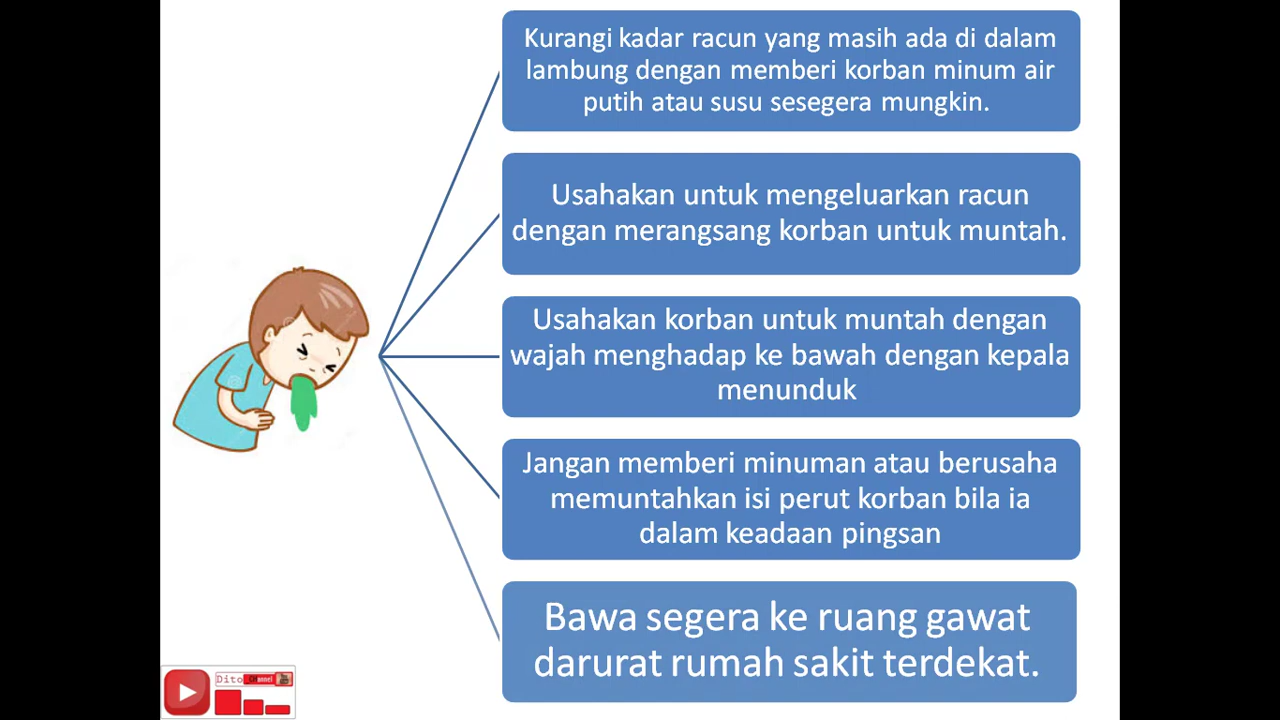 Kurangi kadar racun yang masih ada di dalam
lambung dengan memberi korban minum air
putih atau susu sesegera mungkin.
Usahakan untuk mengeluarkan racun
dengan merangsang korban untuk muntah.
Usahakan korban untuk muntah dengan
wajah menghadap ke bawah dengan kepala
menunduk
Jangan memberi minuman atau berusaha
memuntahkan isi perut korban bila ia
dalam keadaan pingsan
Bawa segera ke ruang gawat
darurat rumah sakit terdekat.
Dito